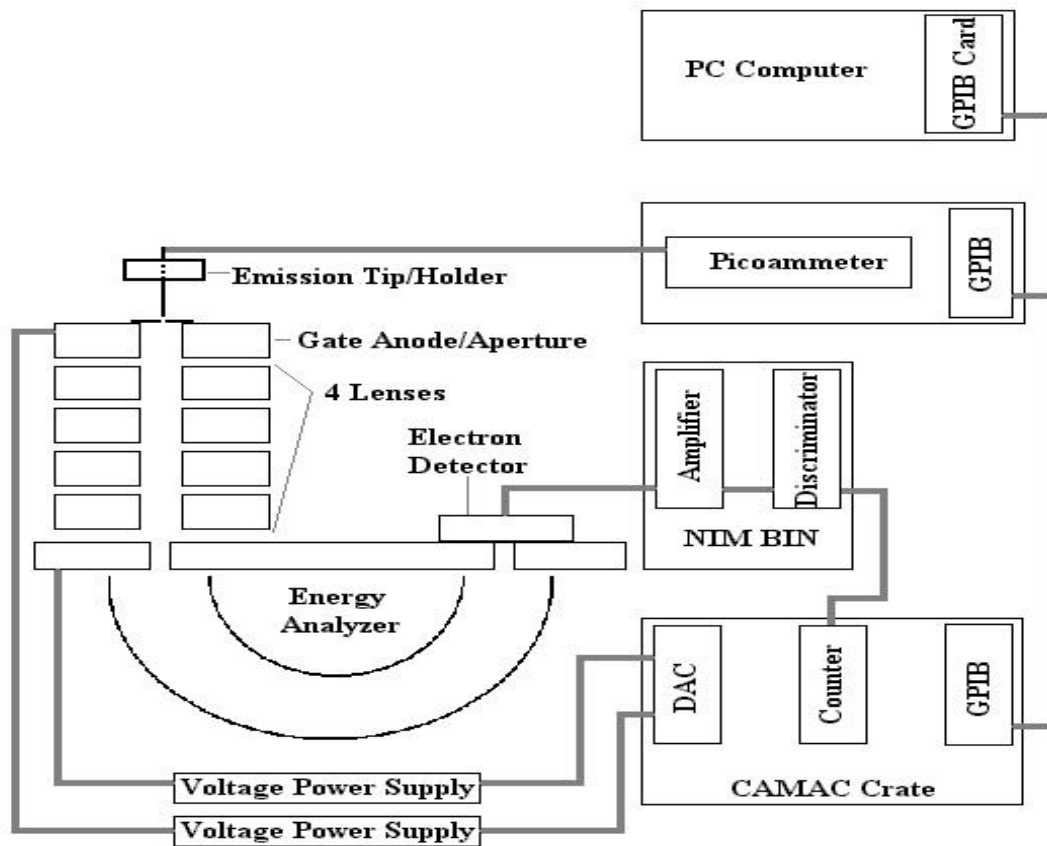 PC Computer
GPIB Card
Picoammeter
GPIB
Emission Tip/Holder
Gate Anode/Aperture
4 Lenses
Electron
Detector
Amplifier
Discriminator
NIM BIN
Energy
Analyzer
DAC
Counter
GPIB
CAMAC Crate
Voltage Power Supply
Voltage Power Supply